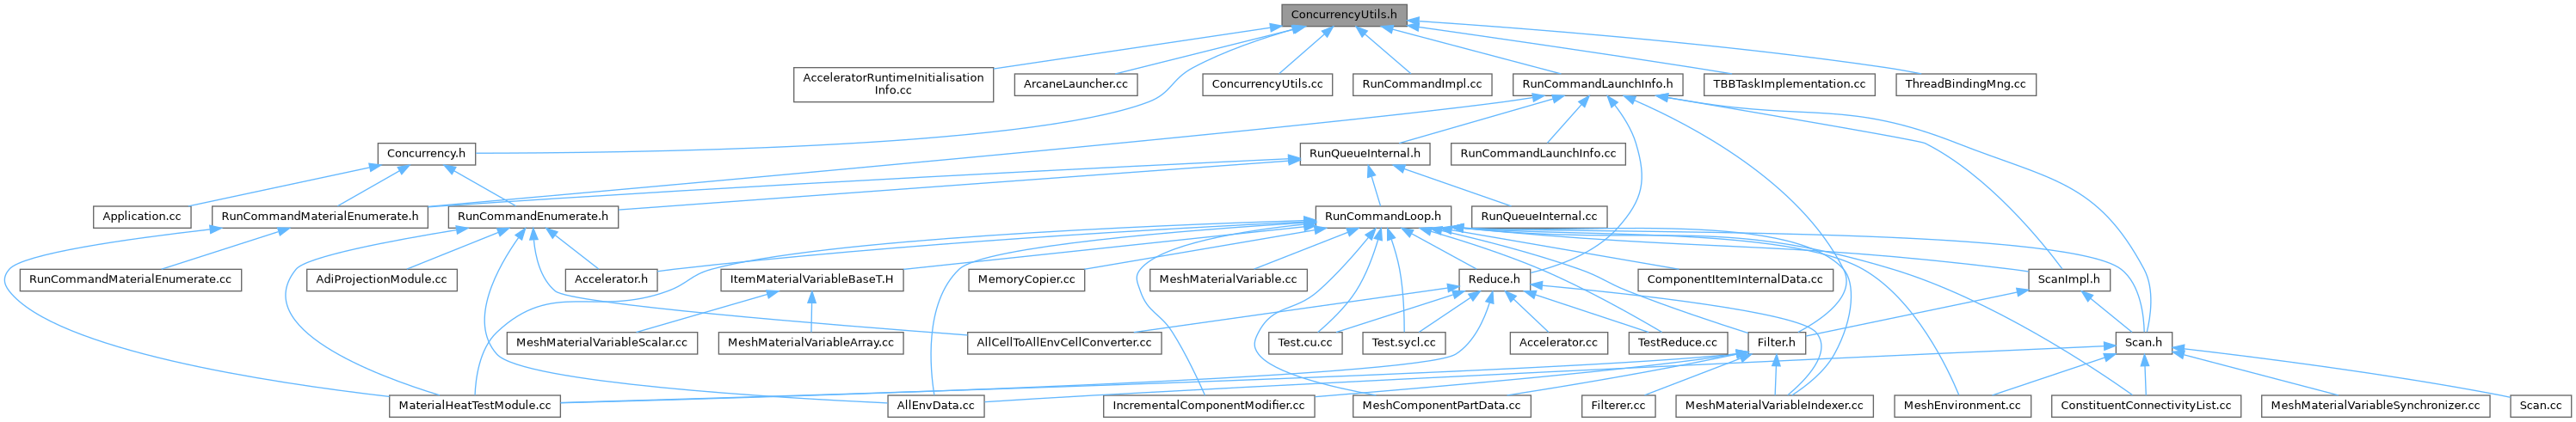 ConcurrencyUtils.h
AcceleratorRuntimeInitialisation
Info.cc
ArcaneLauncher.cc
ConcurrencyUtils.cc
RunCommandImpl.cc
RunCommandLaunchInfo.h
TBBTaskImplementation.cc
ThreadBindingMng.cc
Concurrency.h
RunQueueInternal.h
RunCommandLaunchInfo.cc
Application.cc
RunCommandMaterialEnumerate.h
RunCommandEnumerate.h
RunCommandLoop.h
RunQueueInternal.cc
RunCommandMaterialEnumerate.cc
AdiProjectionModule.cc
Accelerator.h
ItemMaterialVariableBaseT.H
MemoryCopier.cc
MeshMaterialVariable.cc
Reduce.h
ComponentItemInternalData.cc
ScanImpl.h
MeshMaterialVariableScalar.cc
MeshMaterialVariableArray.cc
AllCellToAllEnvCellConverter.cc
Test.cu.cc
Test.sycl.cc
Accelerator.cc
TestReduce.cc
Filter.h
Scan.h
MaterialHeatTestModule.cc
AllEnvData.cc
IncrementalComponentModifier.cc
MeshComponentPartData.cc
Filterer.cc
MeshMaterialVariableIndexer.cc
MeshEnvironment.cc
ConstituentConnectivityList.cc
MeshMaterialVariableSynchronizer.cc
Scan.cc